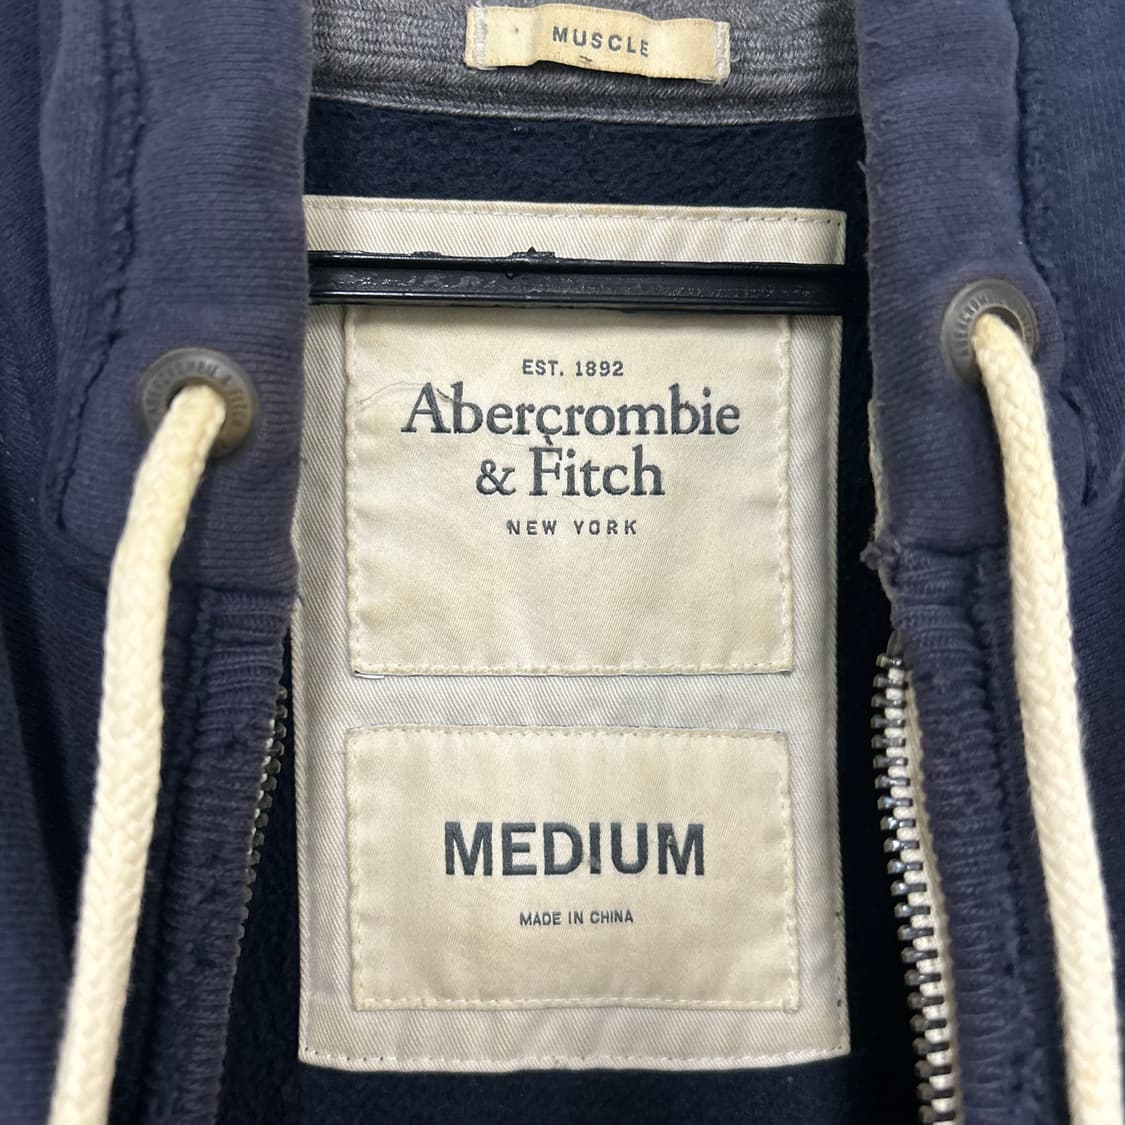 MUSCLE
EST. 1892
Abercrombie
& Fitch
NEW YORK
MEDIUM
MADE IN CHINA